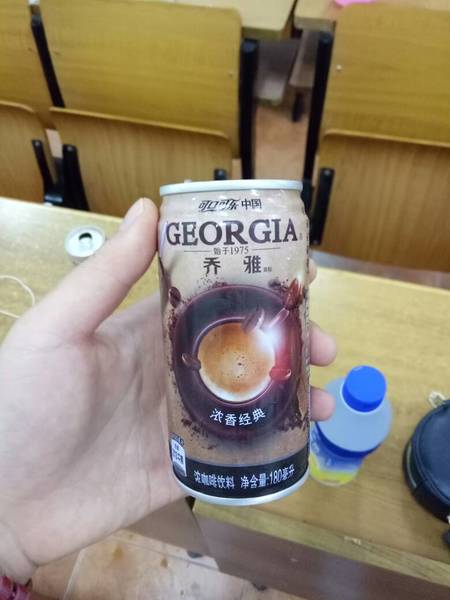 可口可乐中国
GEORGIA
始于1975
乔雅
浓香经典
浓咖啡饮料 净含量:180毫升